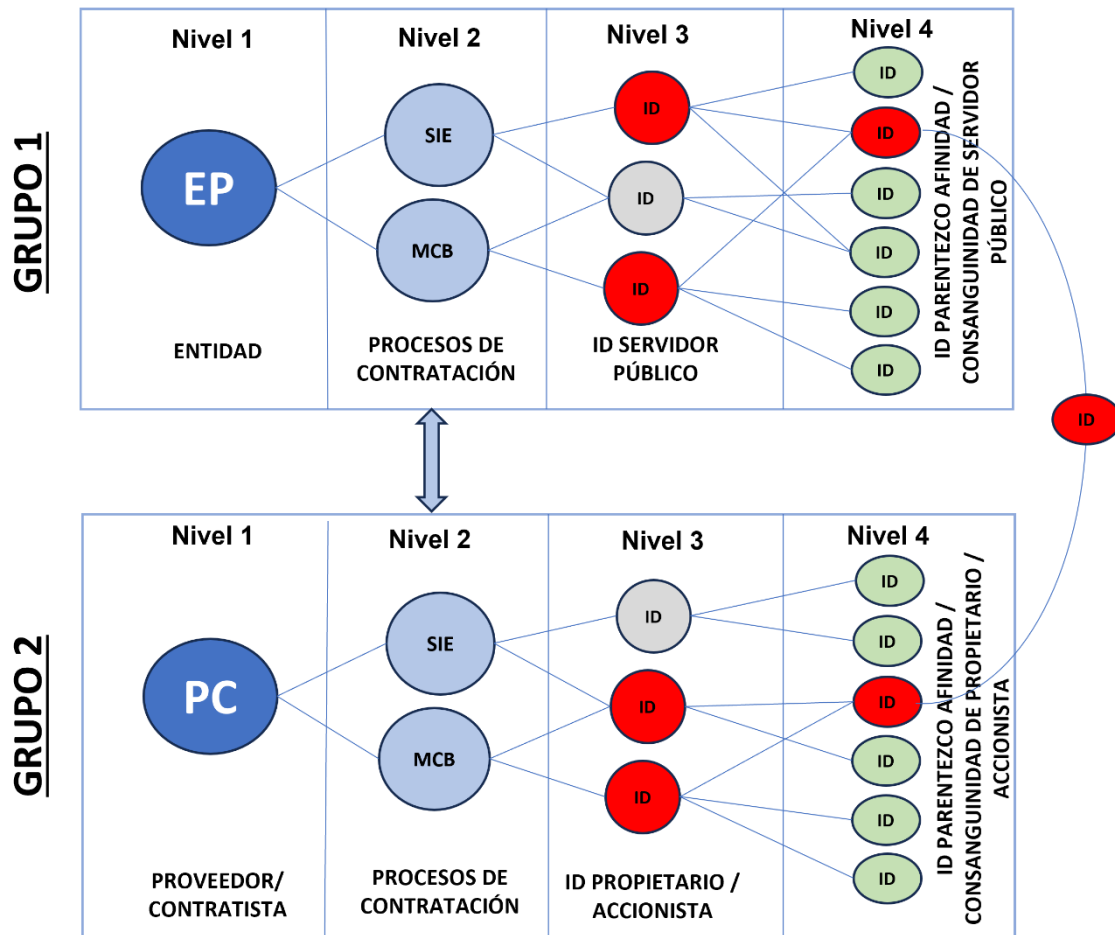 GRUPO 1
Nivel 1
Nivel 2
Nivel 3
Nivel 4
EP
SIE
MCB
ID
ID
ID
ID
ID
ID
ID
ID
ID
ENTIDAD
PROCESOS DE
CONTRATACIÓN
ID SERVIDOR
PÚBLICO
ID PARENTEZCO AFINIDAD /
CONSANGUINIDAD DE SERVIDOR
PÚBLICO
ID
GRUPO 2
Nivel 1
Nivel 2
Nivel 3
Nivel 4
PC
SIE
MCB
ID
ID
ID
ID
ID
ID
ID
ID
ID
PROVEEDOR/
CONTRATISTA
PROCESOS DE
CONTRATACIÓN
ID PROPIETARIO /
ACCIONISTA
ID PARENTEZCO AFINIDAD /
CONSANGUINIDAD DE PROPIETARIO /
ACCIONISTA